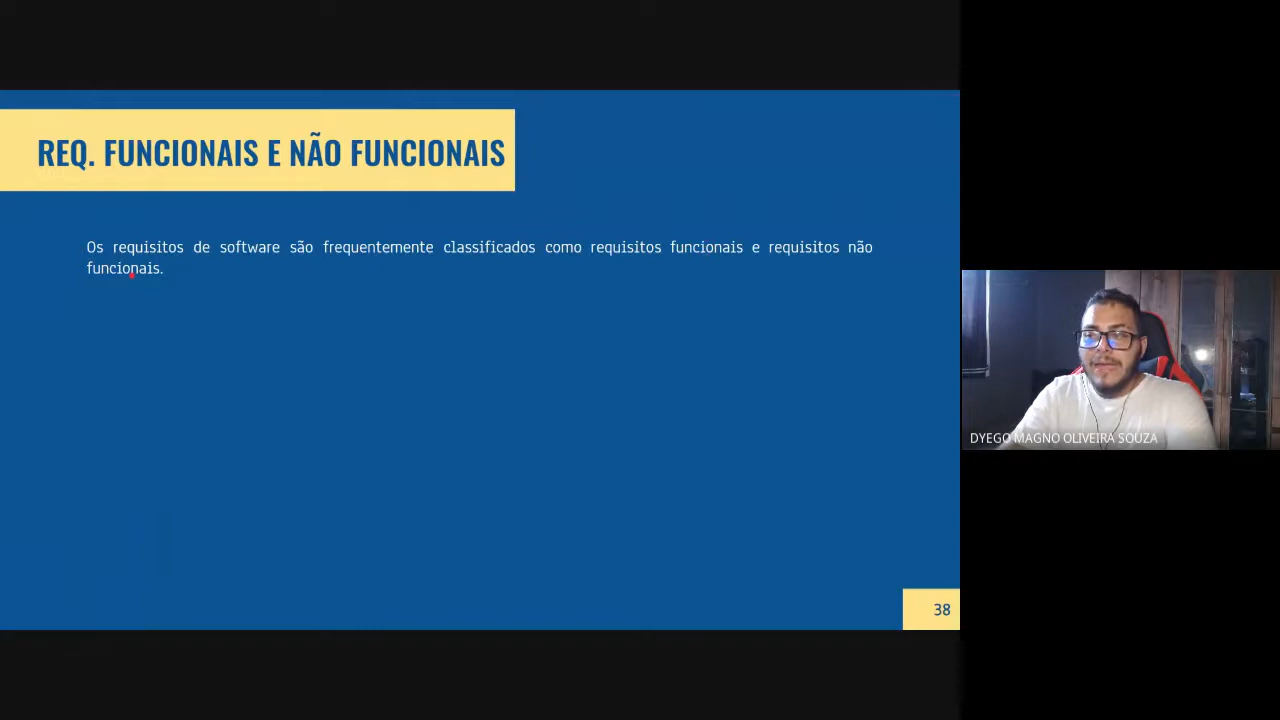 REQ. FUNCIONAIS E NÃO FUNCIONAIS
Os requisitos de software são frequentemente classificados como requisitos funcionais e requisitos não
funcionais.
DYEGO MAGNO OLIVEIRA SOUZA
38